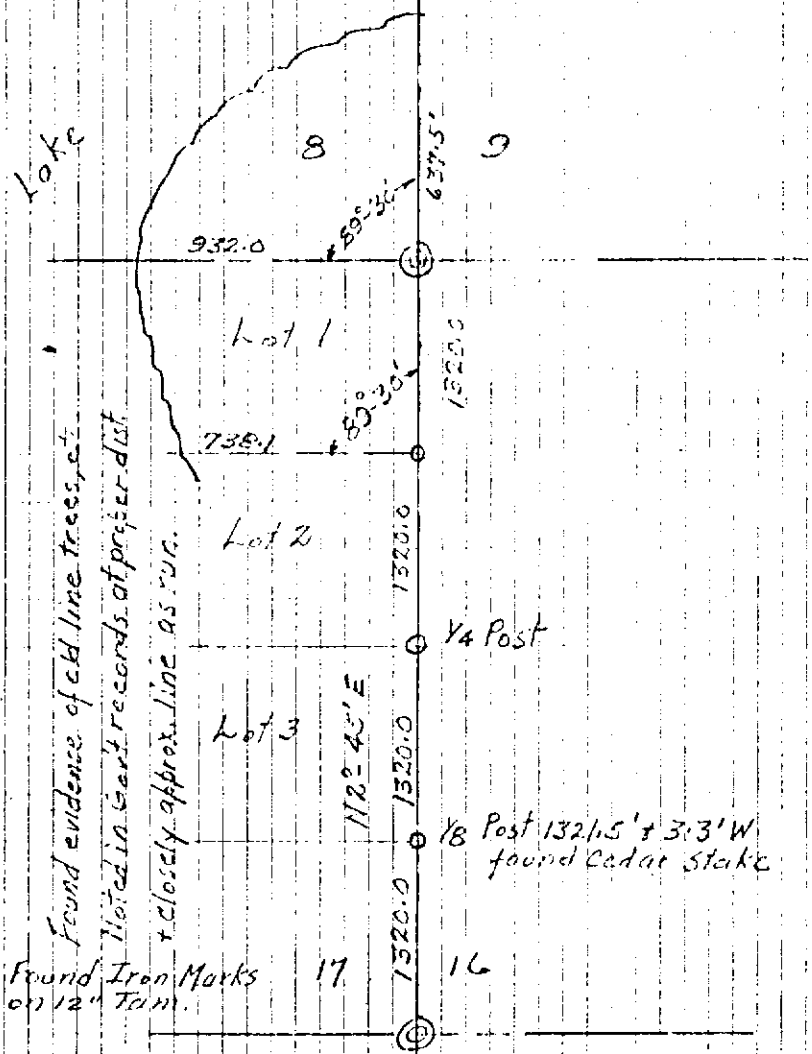 Lake
8
9
637.5'
89°-30'
932.0
Lot 1
1320.0
89°-30'
738.1
Lot 2
1320.0
1/4 Post
Lot 3
N2°-45'E
1320.0
1/8 Post 1321.5' + 3.3' W
found Cedar Stake
1320.0
Found evidence of old line trees, etc.
Noted in Gov't records at proper dist.
+ closely approx. line as run.
Found Iron Marks
on 12" Tam.
17
16